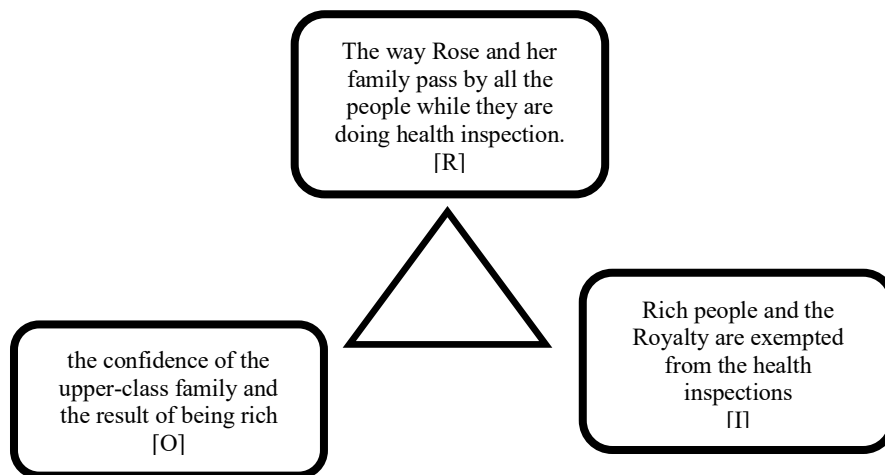 The way Rose and her
family pass by all the
people while they are
doing health inspection.
[R]
the confidence of the
upper-class family and
the result of being rich
[O]
Rich people and the
Royalty are exempted
from the health
inspections
[I]